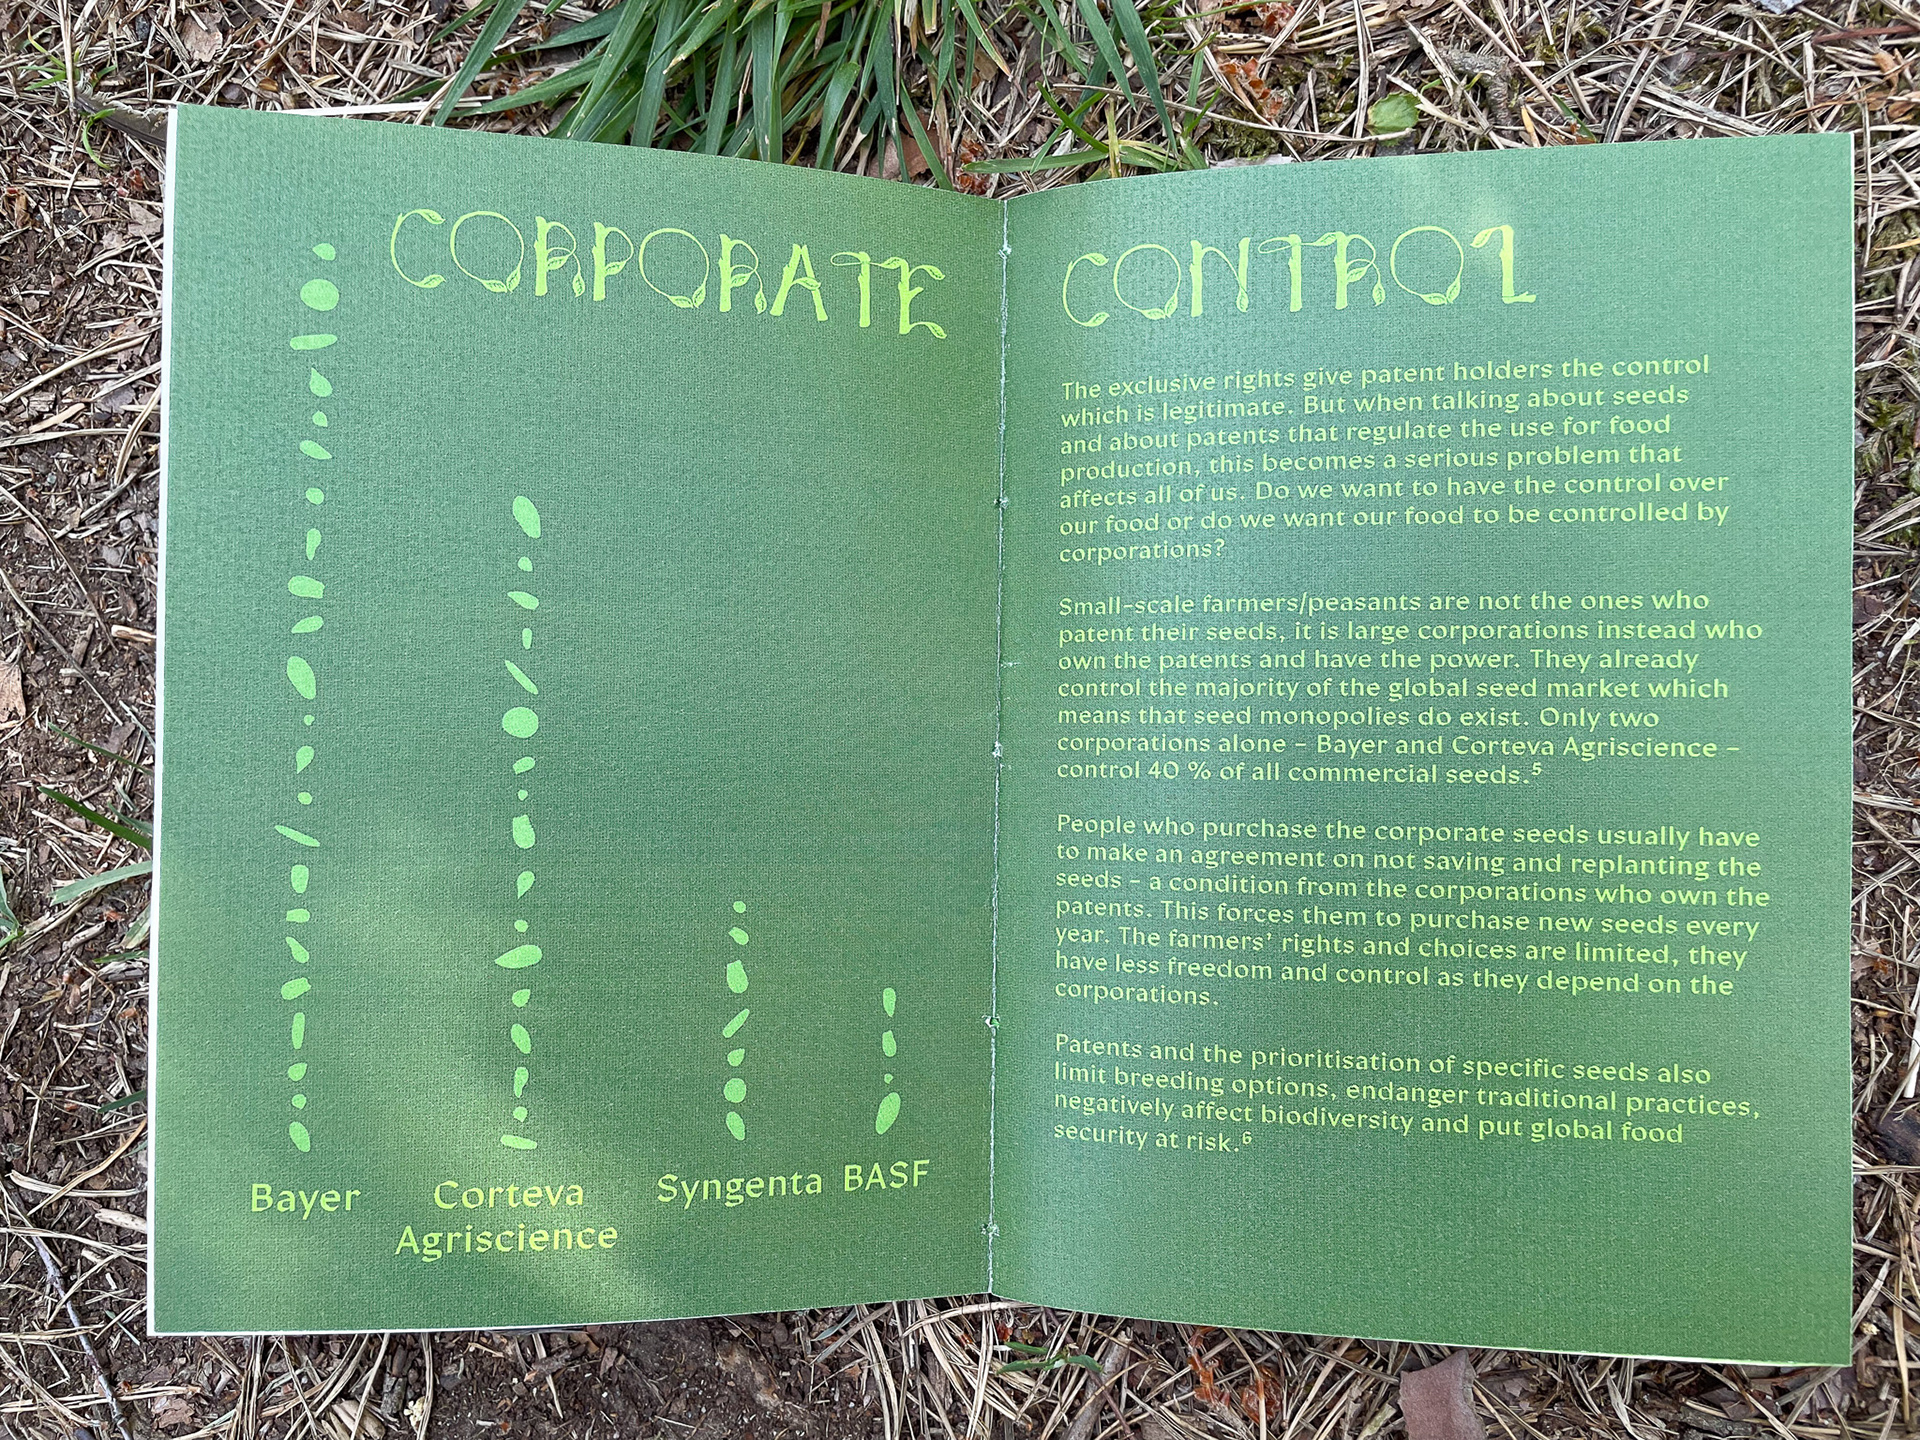 CORPORATE
Bayer
Corteva
Agriscience
Syngenta
BASF
CONTROL
The exclusive rights give patent holders the control
which is legitimate. But when talking about seeds
and about patents that regulate the use for food
production, this becomes a serious problem that
affects all of us. Do we want to have the control over
our food or do we want our food to be controlled by
corporations?
Small-scale farmers/peasants are not the ones who
patent their seeds, it is large corporations instead who
own the patents and have the power. They already
control the majority of the global seed market which
means that seed monopolies do exist. Only two
corporations alone – Bayer and Corteva Agriscience –
control 40 % of all commercial seeds.⁵
People who purchase the corporate seeds usually have
to make an agreement on not saving and replanting the
seeds – a condition from the corporations who own the
patents. This forces them to purchase new seeds every
year. The farmers’ rights and choices are limited, they
have less freedom and control as they depend on the
corporations.
Patents and the prioritisation of specific seeds also
limit breeding options, endanger traditional practices,
negatively affect biodiversity and put global food
security at risk.⁶